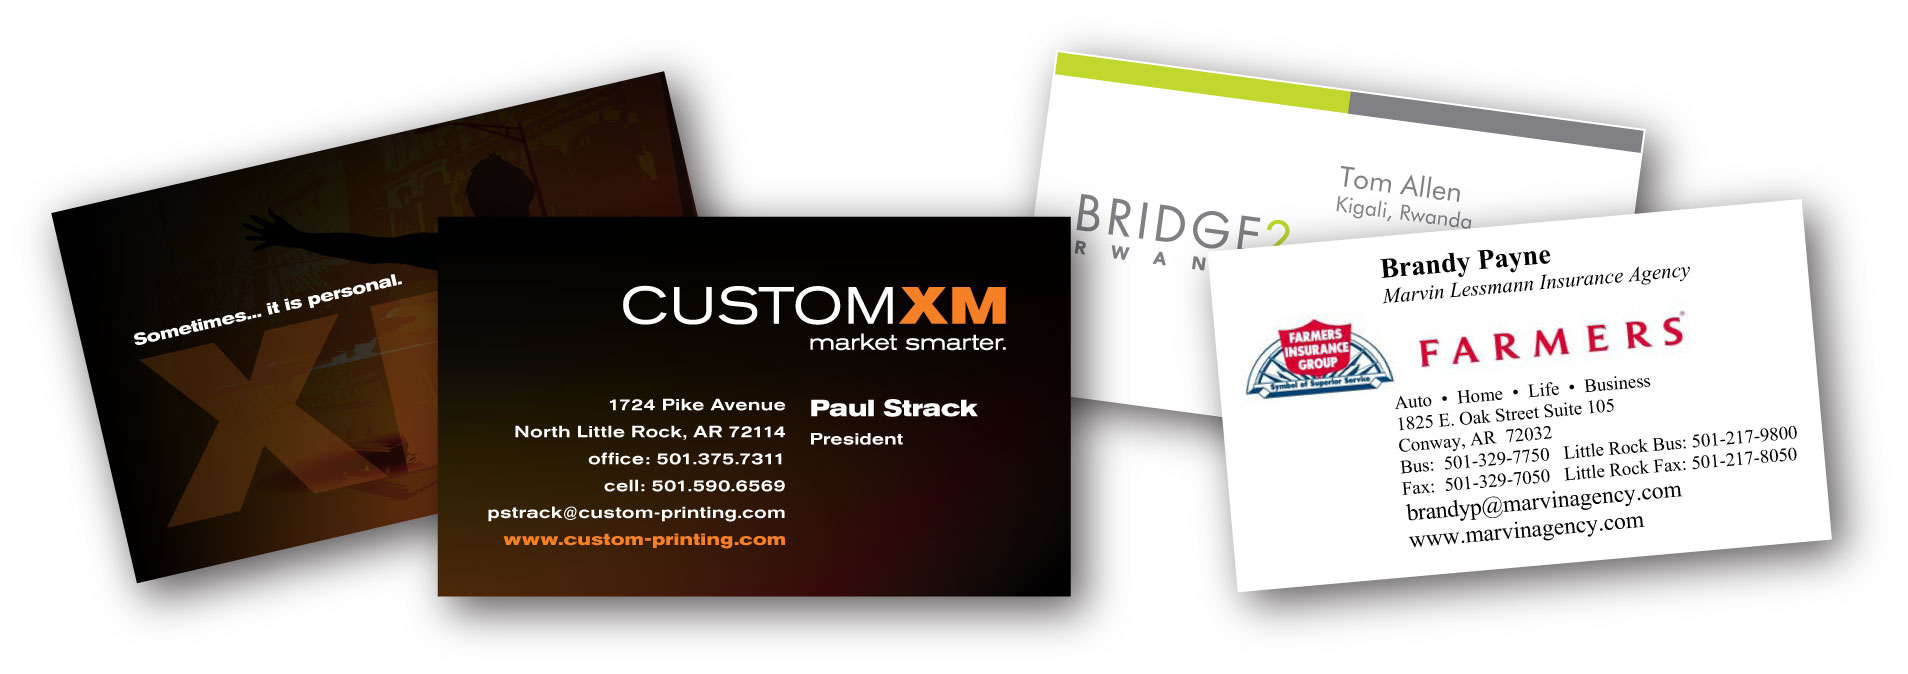 Sometimes... it is personal.
X
CUSTOMXM
market smarter.
1724 Pike Avenue
North Little Rock, AR 72114
office: 501.375.7311
cell: 501.590.6569
pstrack@custom-printing.com
www.custom-printing.com
Paul Strack
President
Tom Allen
Kigali, Rwanda
BRIDGE2
RWAN
Brandy Payne
Marvin Lessmann Insurance Agency
FARMERS
INSURANCE
GROUP
Symbol of Superior Service
FARMERS®
Auto • Home • Life • Business
1825 E. Oak Street Suite 105
Conway, AR 72032
Bus: 501-329-7750 Little Rock Bus: 501-217-9800
Fax: 501-329-7050 Little Rock Fax: 501-217-8050
brandyp@marvinagency.com
www.marvinagency.com